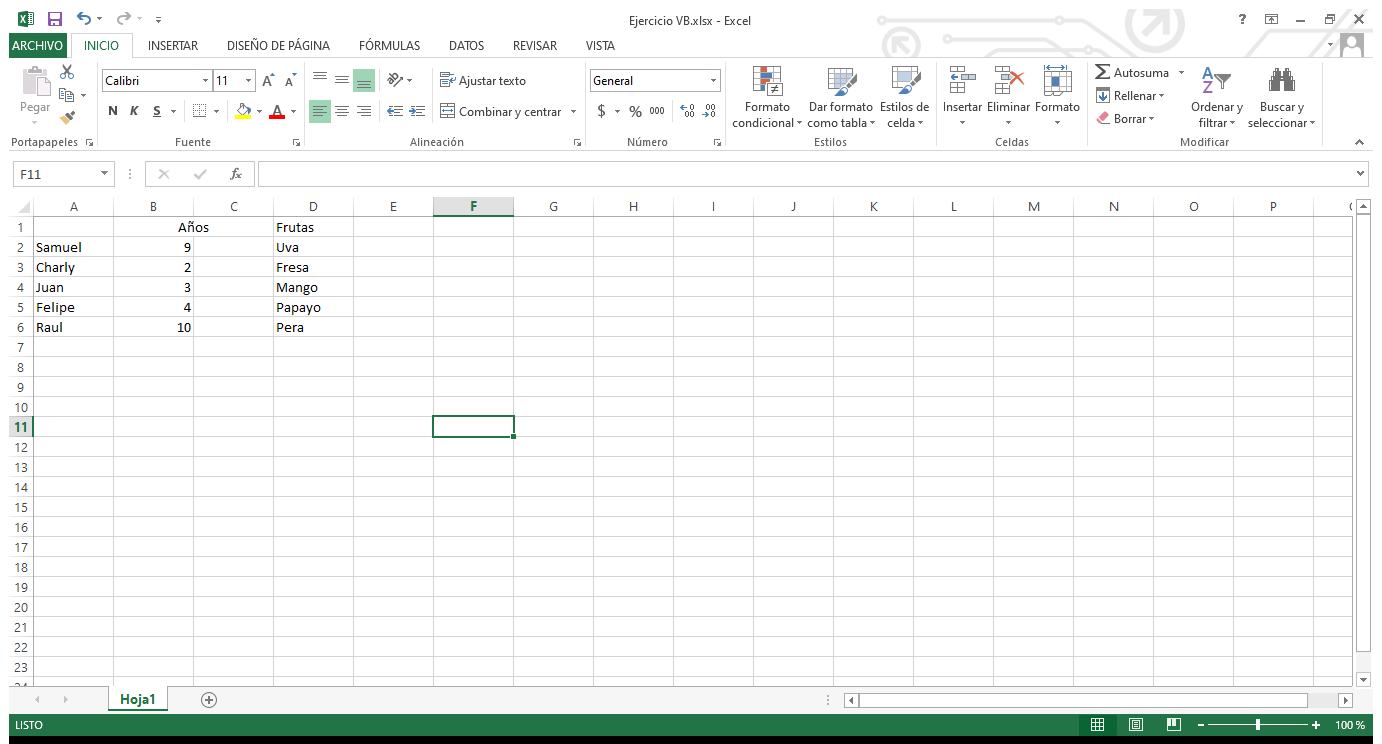 Ejercicio VB.xlsx - Excel
?
ARCHIVO INICIO INSERTAR DISEÑO DE PÁGINA FÓRMULAS DATOS REVISAR VISTA
Pegar
Portapapeles
Calibri 11 A A
N K S A
Fuente
Ajustar texto
Combinar y centrar
Alineación
General
$ % 000
Número
Formato condicional
Dar formato como tabla
Estilos de celda
Estilos
Insertar Eliminar Formato
Celdas
Autosuma
Rellenar
Borrar
Ordenar y filtrar
Buscar y seleccionar
Modificar
F11 fx
A B C D E F G H I J K L M N O P
1 Años Frutas
2 Samuel 9 Uva
3 Charly 2 Fresa
4 Juan 3 Mango
5 Felipe 4 Papayo
6 Raul 10 Pera
7
8
9
10
11
12
13
14
15
16
17
18
19
20
21
22
23
Hoja1
LISTO 100 %